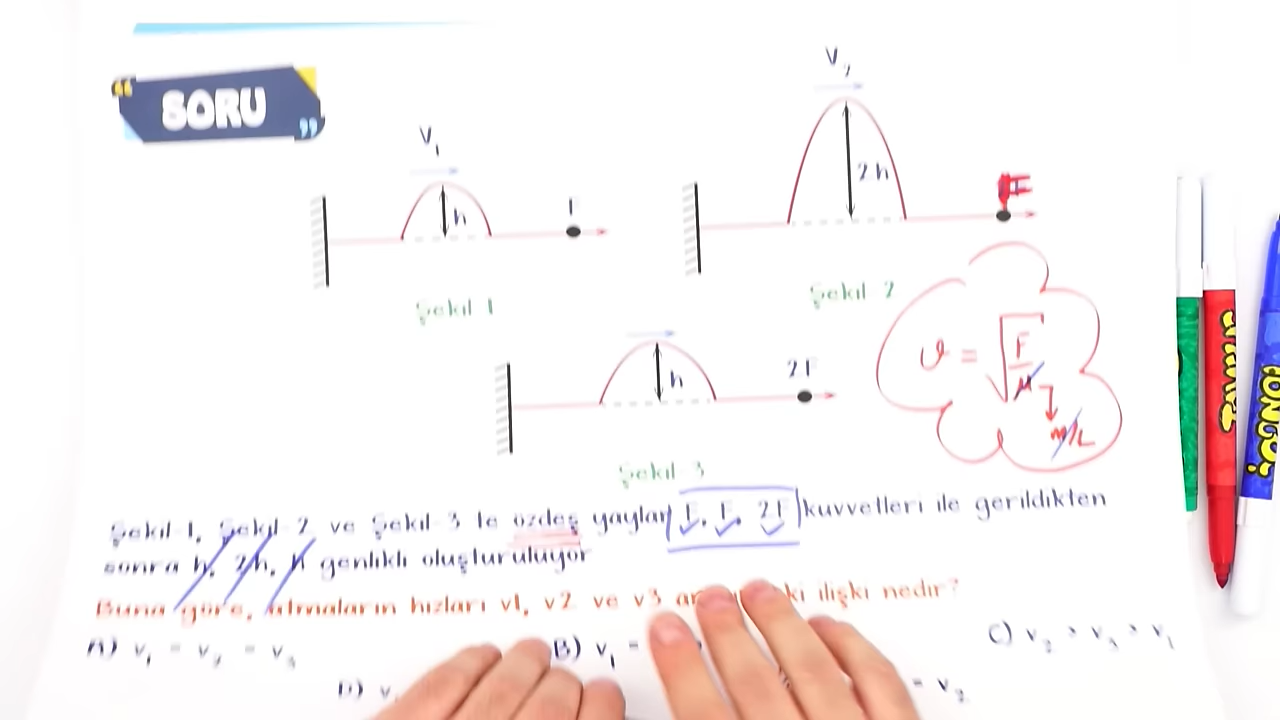 SORU
V₁
h
F
Şekil 1
V₂
2h
F
Şekil 2
h
2F
Şekil 3
υ = √F/μ
m/L
Şekil-1, Şekil-2 ve Şekil-3 te özdeş yaylar F, F, 2F kuvvetleri ile gerildikten
sonra h, 2h, h genlikli oluşturuluyor
Buna göre, atmaların hızları v1, v2 ve v3 ki ilişki nedir?
A) v₁ = v₂ = v₃
B) v₁ =
C) v₂ > v₃ > v₁
D) v